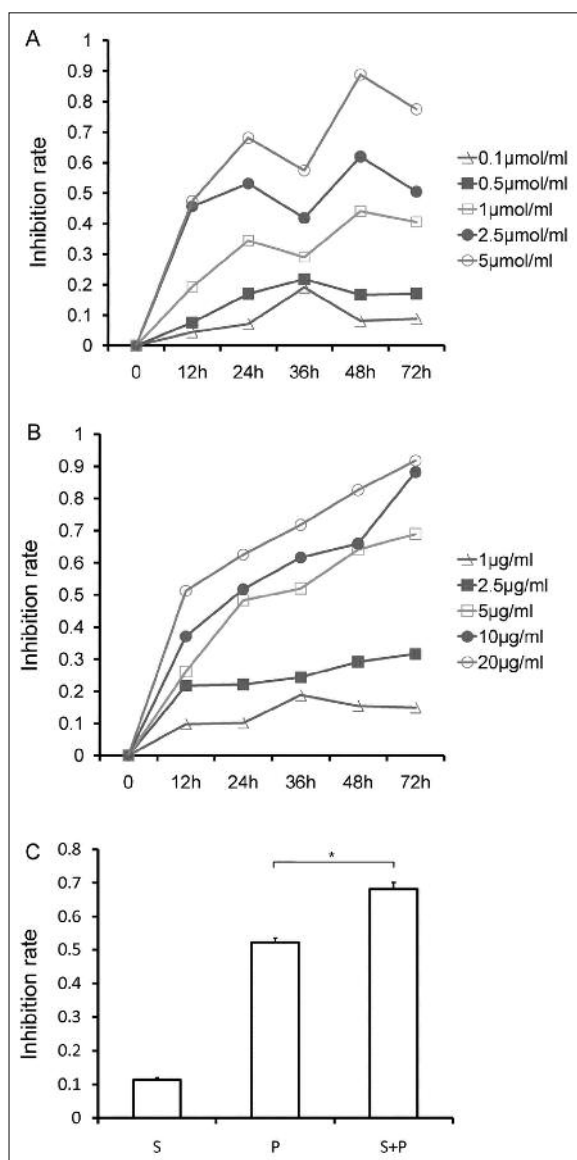 A
1
0.9
0.8
0.7
0.6
0.5
0.4
0.3
0.2
0.1
0
Inhibition rate
0 12h 24h 36h 48h 72h
0.1μmol/ml
0.5μmol/ml
1μmol/ml
2.5μmol/ml
5μmol/ml
B
1
0.9
0.8
0.7
0.6
0.5
0.4
0.3
0.2
0.1
0
Inhibition rate
0 12h 24h 36h 48h 72h
1μg/ml
2.5μg/ml
5μg/ml
10μg/ml
20μg/ml
C
0.8
0.7
0.6
0.5
0.4
0.3
0.2
0.1
0
Inhibition rate
*
S P S+P